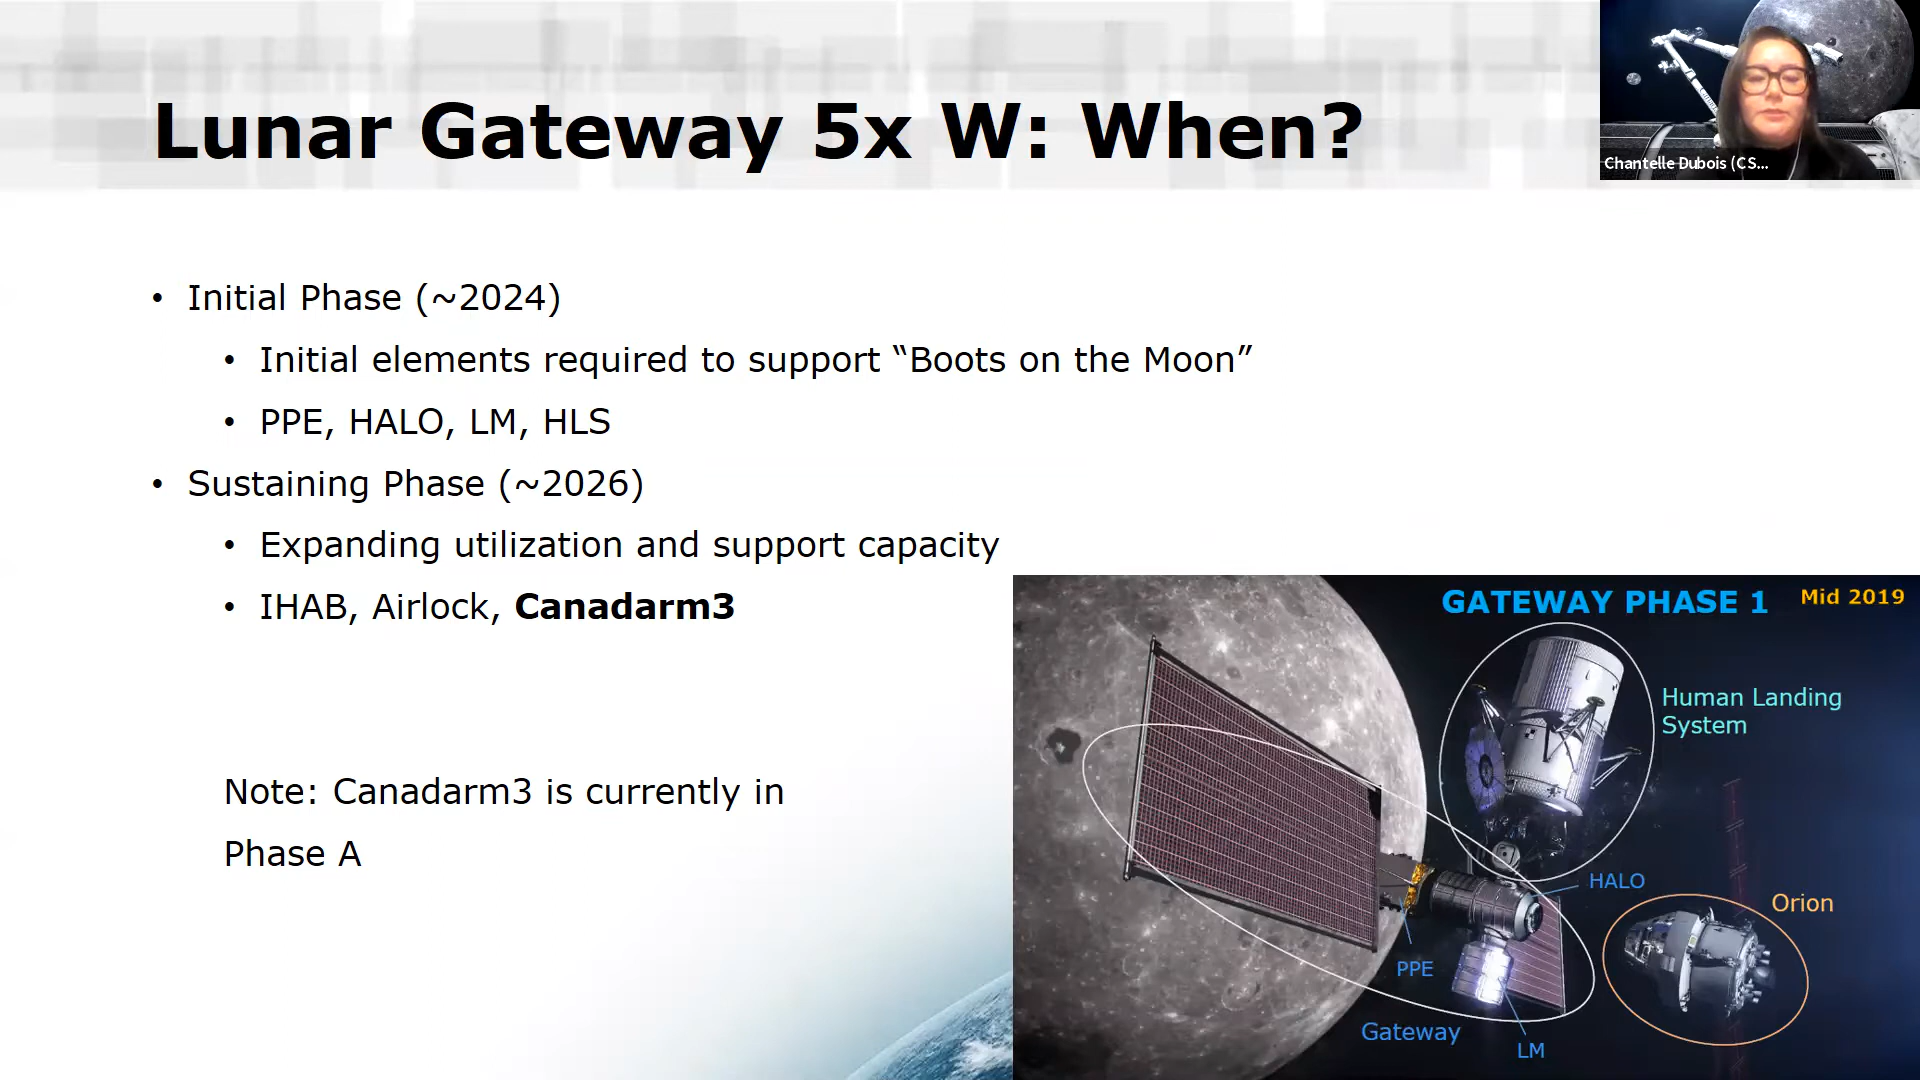 Lunar Gateway 5x W: When?
Chantelle Dubois (CS...
• Initial Phase (~2024)
• Initial elements required to support “Boots on the Moon”
• PPE, HALO, LM, HLS
• Sustaining Phase (~2026)
• Expanding utilization and support capacity
• IHAB, Airlock, Canadarm3
Note: Canadarm3 is currently in
Phase A
GATEWAY PHASE 1
Mid 2019
Human Landing
System
HALO
Orion
PPE
Gateway
LM